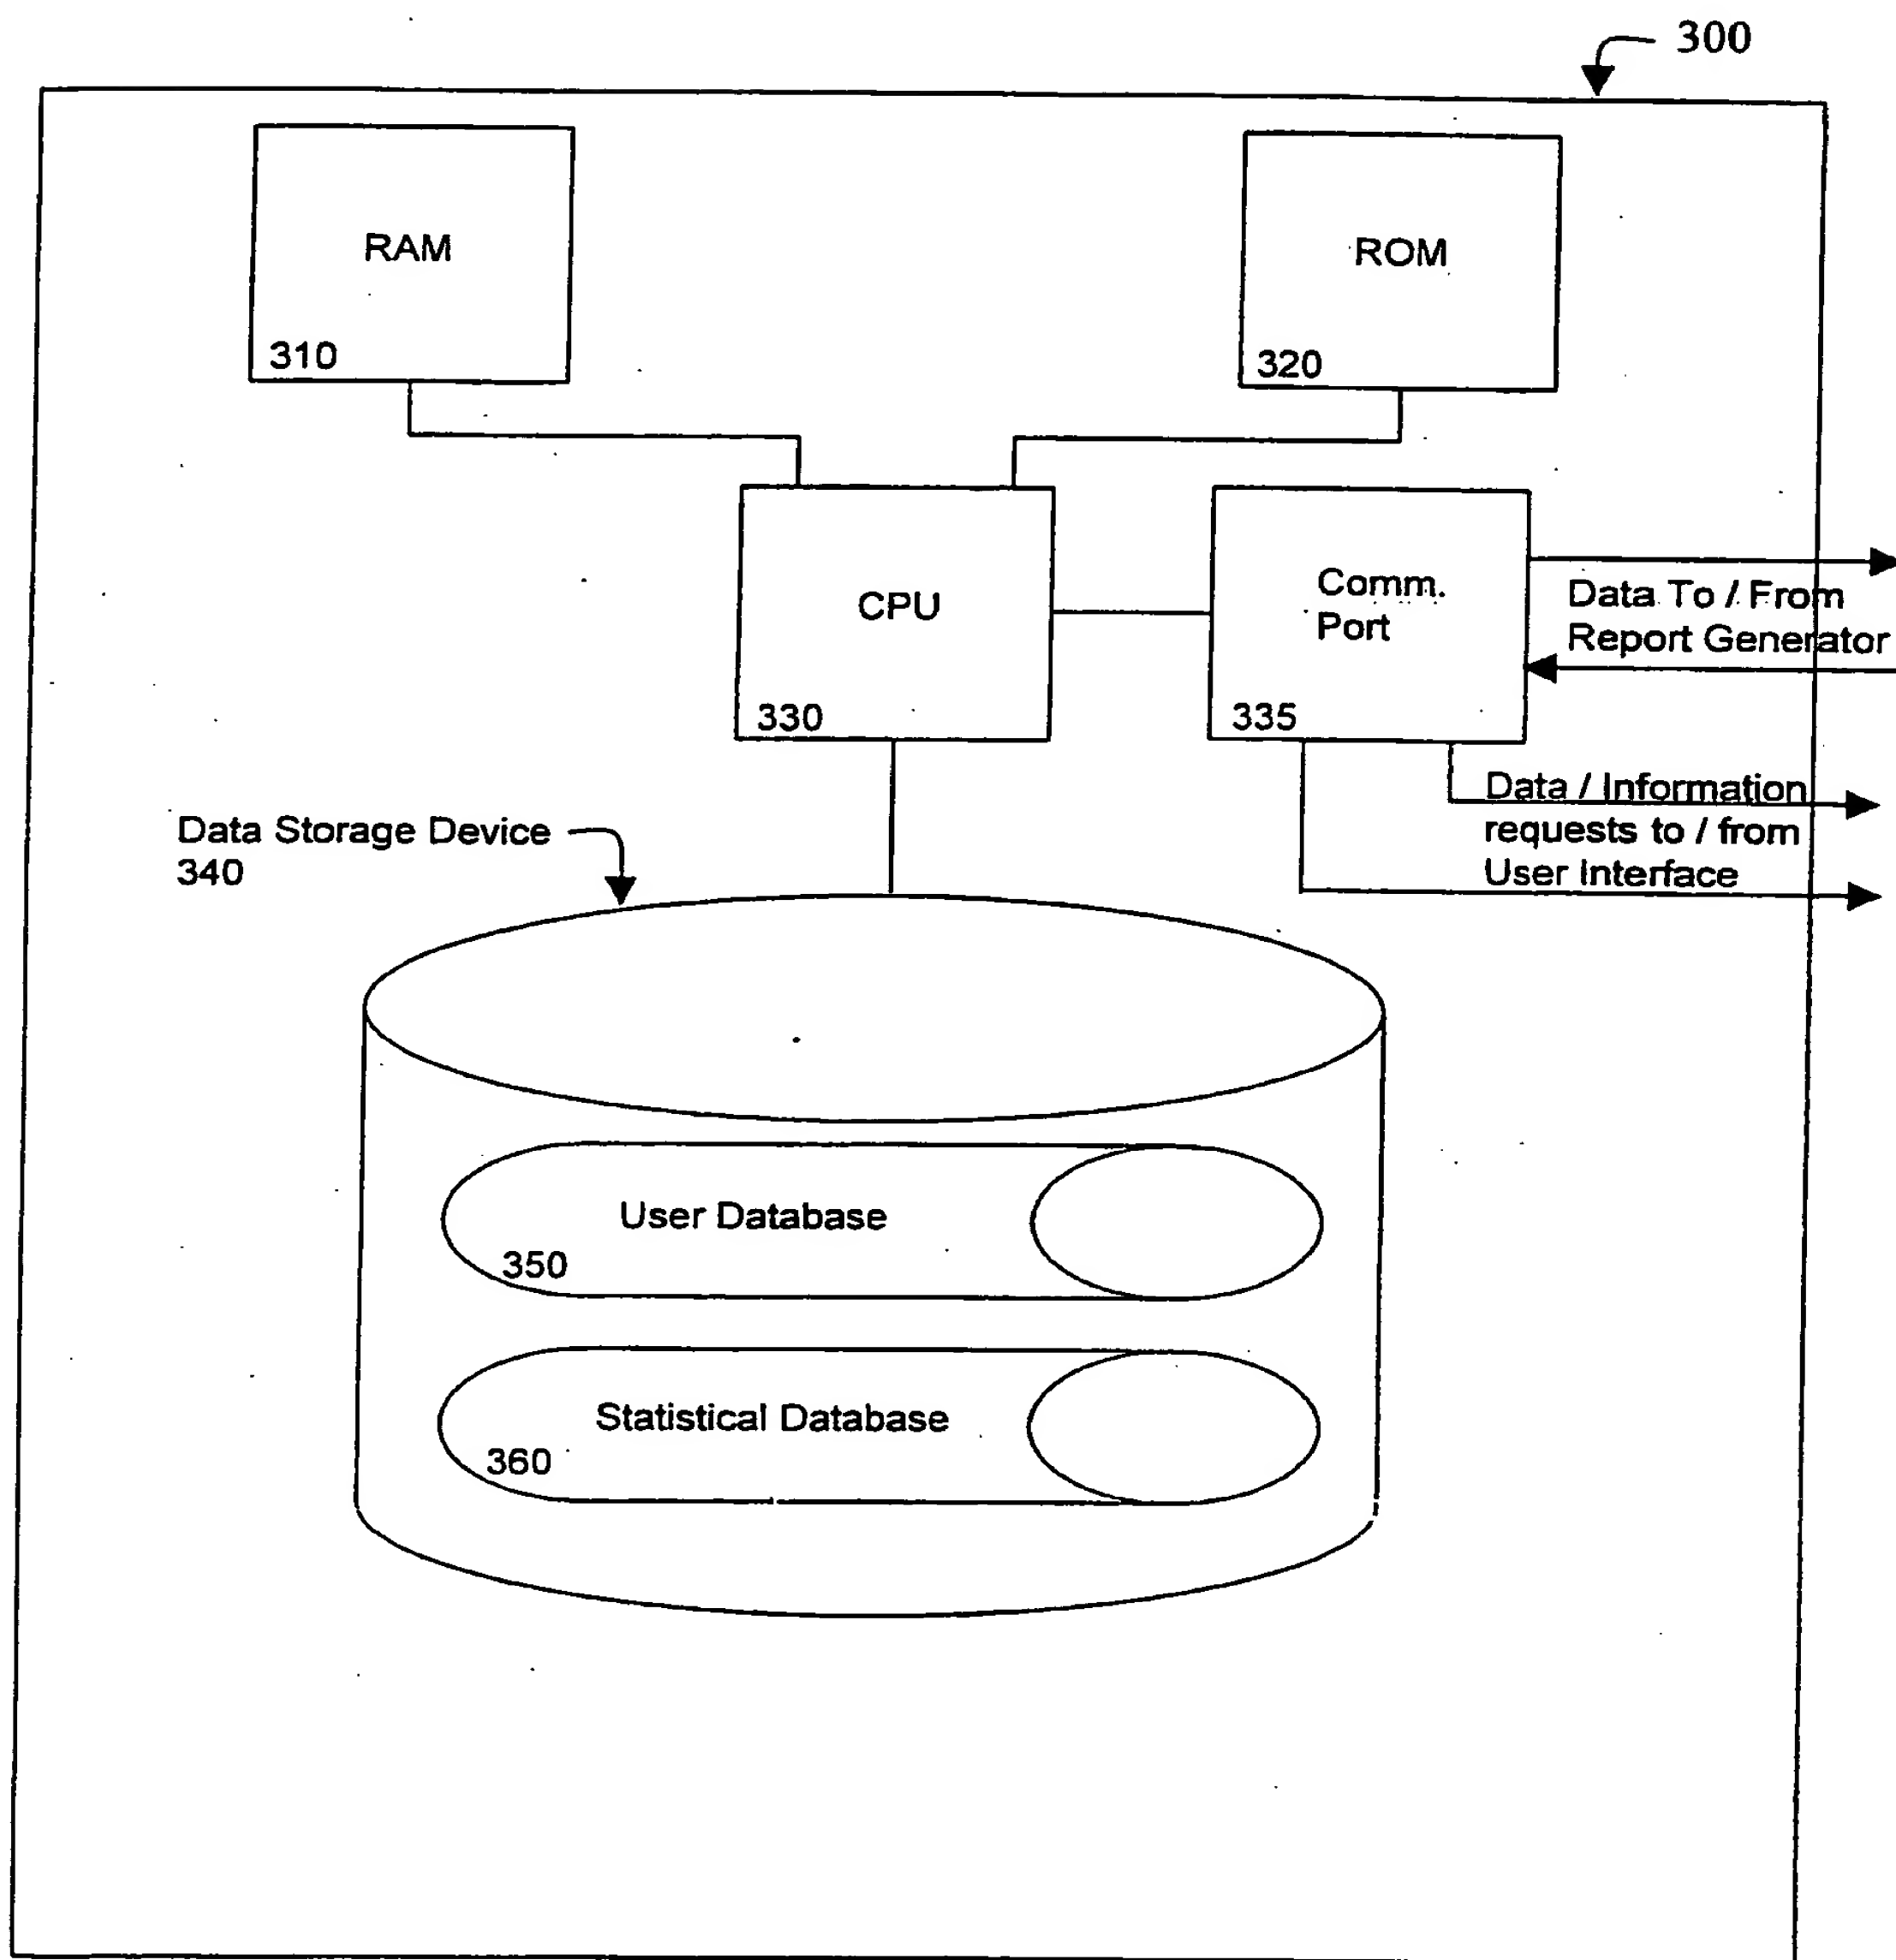 300
RAM
310
ROM
320
CPU
330
Comm.
Port
335
Data To / From
Report Generator
Data / Information
requests to / from
User Interface
Data Storage Device
340
User Database
350
Statistical Database
360